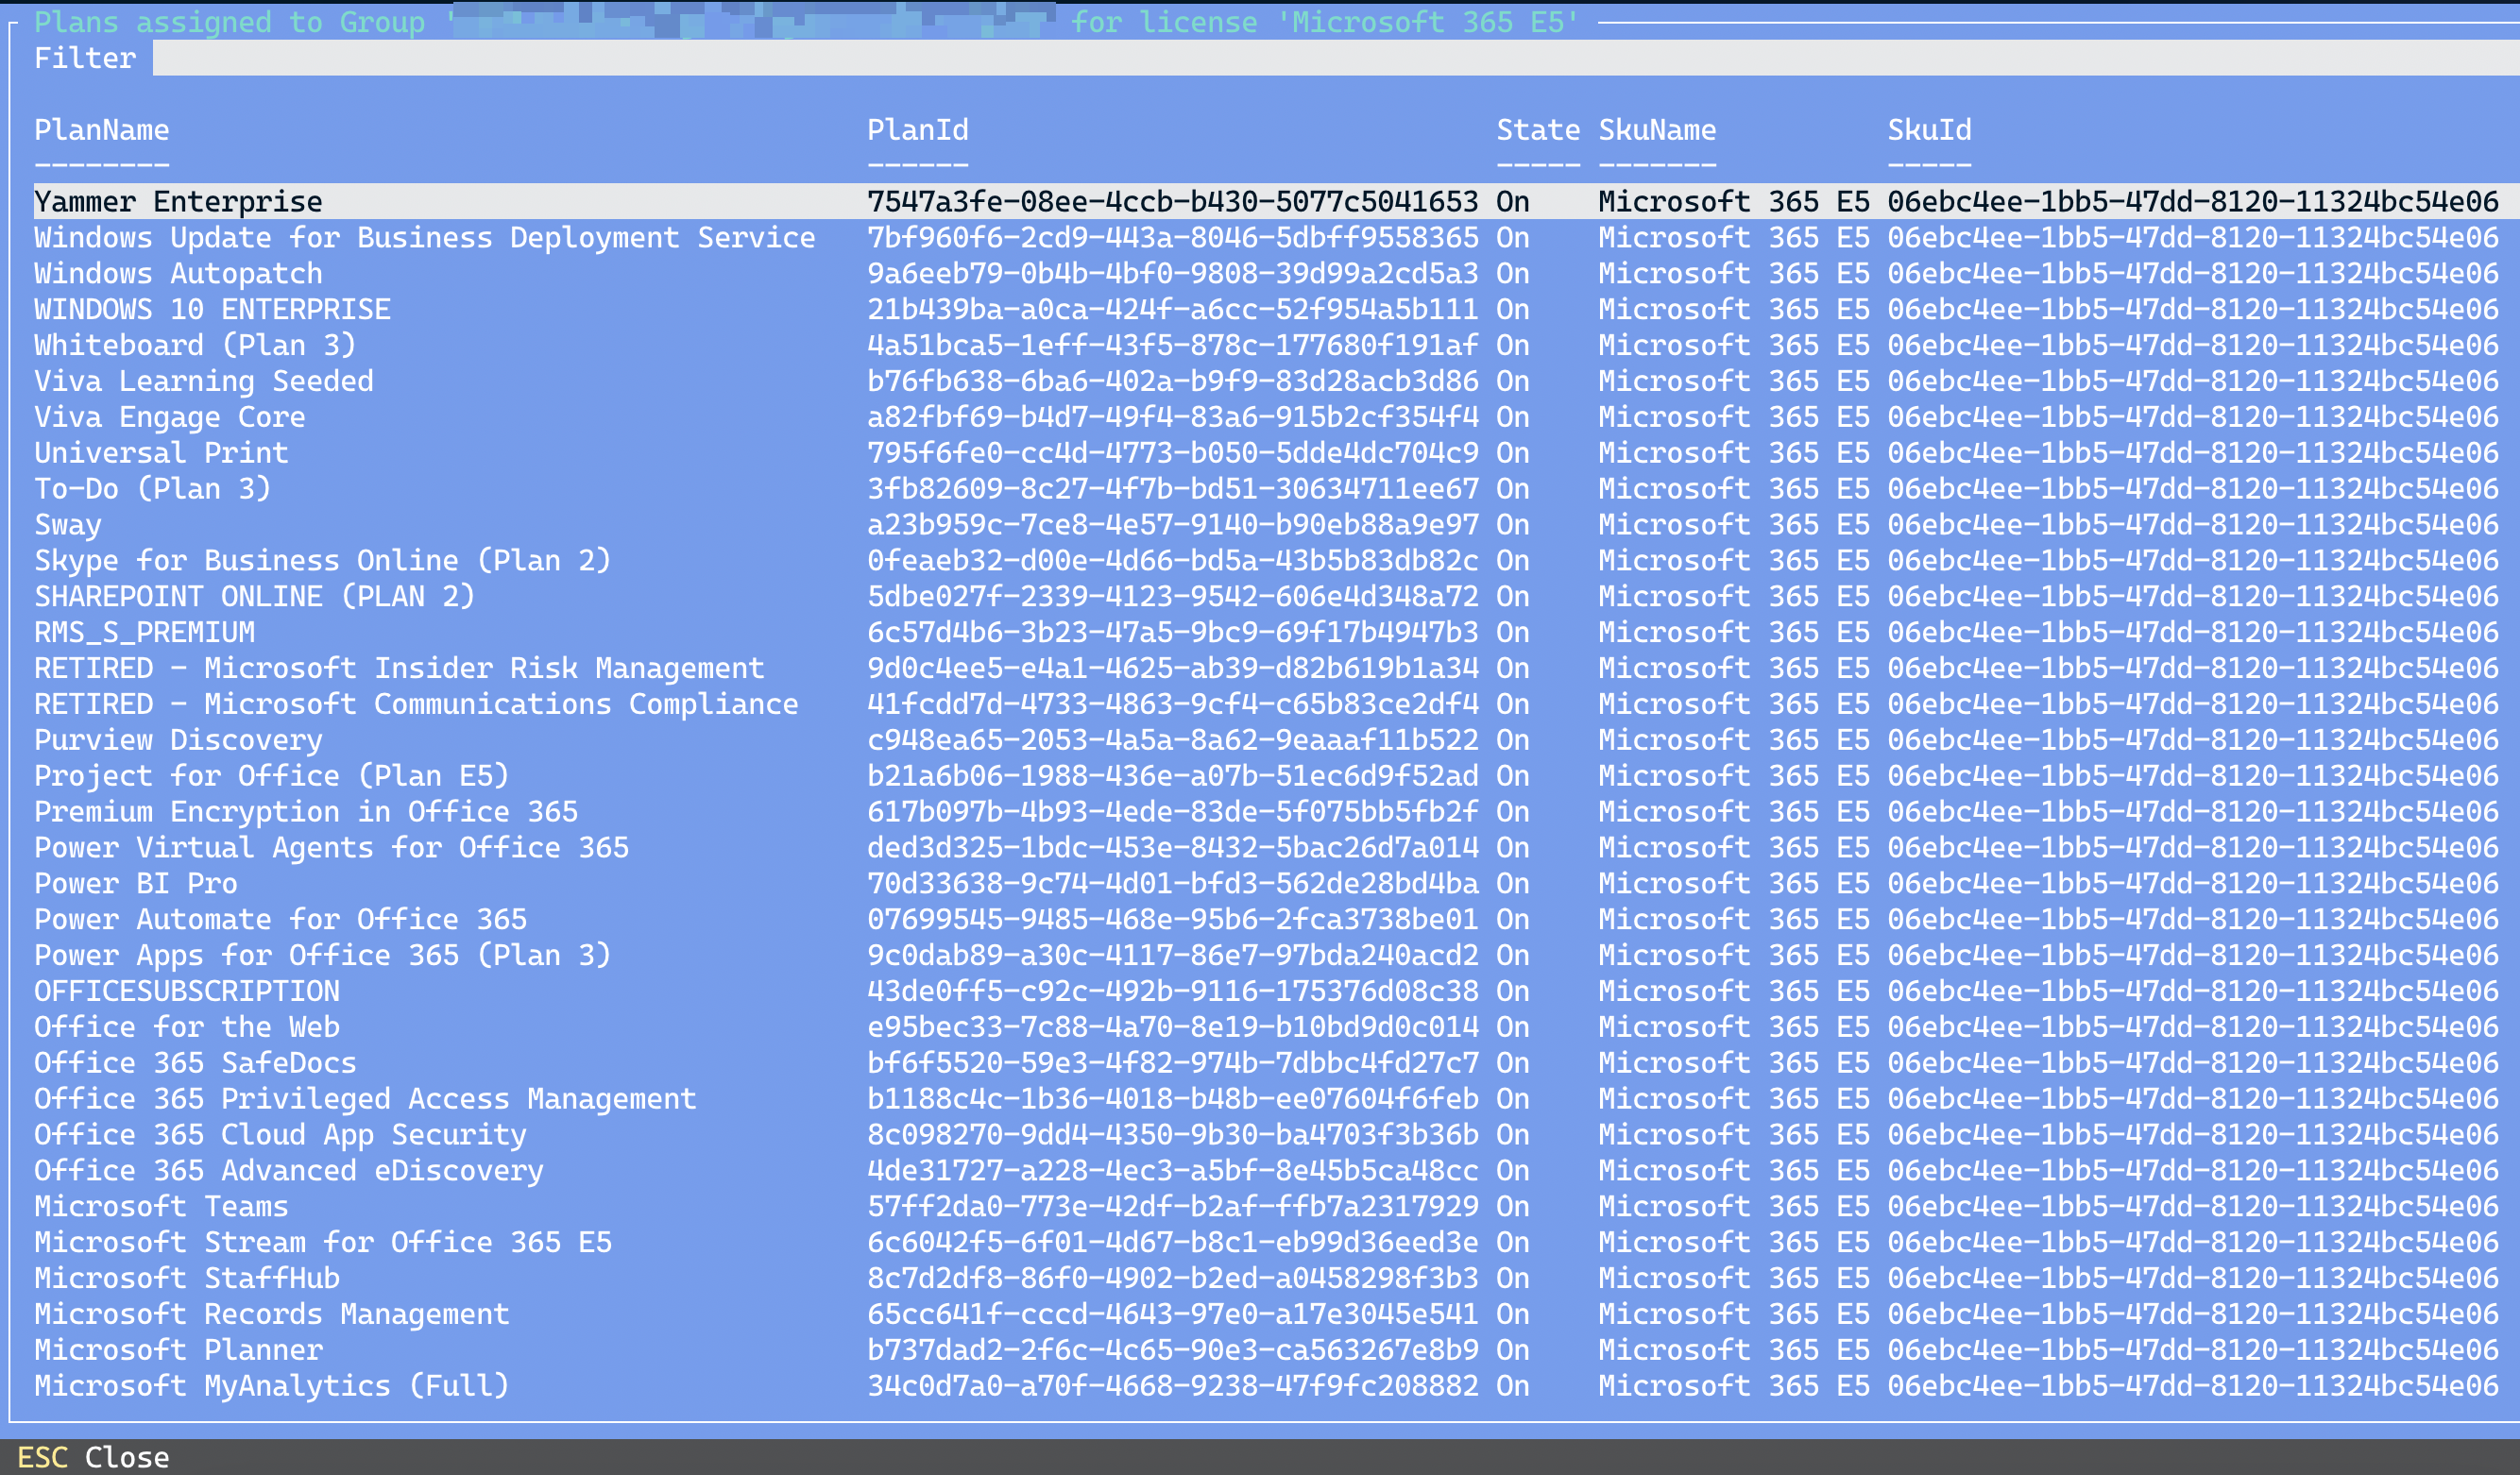 Plans assigned to Group ' for license 'Microsoft 365 E5'
Filter
PlanName PlanId State SkuName SkuId
-------- ------ ----- ------- -----
Yammer Enterprise 7547a3fe-08ee-4ccb-b430-5077c5041653 On Microsoft 365 E5 06ebc4ee-1bb5-47dd-8120-11324bc54e06
Windows Update for Business Deployment Service 7bf960f6-2cd9-443a-8046-5dbff9558365 On Microsoft 365 E5 06ebc4ee-1bb5-47dd-8120-11324bc54e06
Windows Autopatch 9a6eeb79-0b4b-4bf0-9808-39d99a2cd5a3 On Microsoft 365 E5 06ebc4ee-1bb5-47dd-8120-11324bc54e06
WINDOWS 10 ENTERPRISE 21b439ba-a0ca-424f-a6cc-52f954a5b111 On Microsoft 365 E5 06ebc4ee-1bb5-47dd-8120-11324bc54e06
Whiteboard (Plan 3) 4a51bca5-1eff-43f5-878c-177680f191af On Microsoft 365 E5 06ebc4ee-1bb5-47dd-8120-11324bc54e06
Viva Learning Seeded b76fb638-6ba6-402a-b9f9-83d28acb3d86 On Microsoft 365 E5 06ebc4ee-1bb5-47dd-8120-11324bc54e06
Viva Engage Core a82fbf69-b4d7-49f4-83a6-915b2cf354f4 On Microsoft 365 E5 06ebc4ee-1bb5-47dd-8120-11324bc54e06
Universal Print 795f6fe0-cc4d-4773-b050-5dde4dc704c9 On Microsoft 365 E5 06ebc4ee-1bb5-47dd-8120-11324bc54e06
To-Do (Plan 3) 3fb82609-8c27-4f7b-bd51-30634711ee67 On Microsoft 365 E5 06ebc4ee-1bb5-47dd-8120-11324bc54e06
Sway a23b959c-7ce8-4e57-9140-b90eb88a9e97 On Microsoft 365 E5 06ebc4ee-1bb5-47dd-8120-11324bc54e06
Skype for Business Online (Plan 2) 0feaeb32-d00e-4d66-bd5a-43b5b83db82c On Microsoft 365 E5 06ebc4ee-1bb5-47dd-8120-11324bc54e06
SHAREPOINT ONLINE (PLAN 2) 5dbe027f-2339-4123-9542-606e4d348a72 On Microsoft 365 E5 06ebc4ee-1bb5-47dd-8120-11324bc54e06
RMS_S_PREMIUM 6c57d4b6-3b23-47a5-9bc9-69f17b4947b3 On Microsoft 365 E5 06ebc4ee-1bb5-47dd-8120-11324bc54e06
RETIRED - Microsoft Insider Risk Management 9d0c4ee5-e4a1-4625-ab39-d82b619b1a34 On Microsoft 365 E5 06ebc4ee-1bb5-47dd-8120-11324bc54e06
RETIRED - Microsoft Communications Compliance 41fcdd7d-4733-4863-9cf4-c65b83ce2df4 On Microsoft 365 E5 06ebc4ee-1bb5-47dd-8120-11324bc54e06
Purview Discovery c948ea65-2053-4a5a-8a62-9eaaaf11b522 On Microsoft 365 E5 06ebc4ee-1bb5-47dd-8120-11324bc54e06
Project for Office (Plan E5) b21a6b06-1988-436e-a07b-51ec6d9f52ad On Microsoft 365 E5 06ebc4ee-1bb5-47dd-8120-11324bc54e06
Premium Encryption in Office 365 617b097b-4b93-4ede-83de-5f075bb5fb2f On Microsoft 365 E5 06ebc4ee-1bb5-47dd-8120-11324bc54e06
Power Virtual Agents for Office 365 ded3d325-1bdc-453e-8432-5bac26d7a014 On Microsoft 365 E5 06ebc4ee-1bb5-47dd-8120-11324bc54e06
Power BI Pro 70d33638-9c74-4d01-bfd3-562de28bd4ba On Microsoft 365 E5 06ebc4ee-1bb5-47dd-8120-11324bc54e06
Power Automate for Office 365 07699545-9485-468e-95b6-2fca3738be01 On Microsoft 365 E5 06ebc4ee-1bb5-47dd-8120-11324bc54e06
Power Apps for Office 365 (Plan 3) 9c0dab89-a30c-4117-86e7-97bda240acd2 On Microsoft 365 E5 06ebc4ee-1bb5-47dd-8120-11324bc54e06
OFFICESUBSCRIPTION 43de0ff5-c92c-492b-9116-175376d08c38 On Microsoft 365 E5 06ebc4ee-1bb5-47dd-8120-11324bc54e06
Office for the Web e95bec33-7c88-4a70-8e19-b10bd9d0c014 On Microsoft 365 E5 06ebc4ee-1bb5-47dd-8120-11324bc54e06
Office 365 SafeDocs bf6f5520-59e3-4f82-974b-7dbbc4fd27c7 On Microsoft 365 E5 06ebc4ee-1bb5-47dd-8120-11324bc54e06
Office 365 Privileged Access Management b1188c4c-1b36-4018-b48b-ee07604f6feb On Microsoft 365 E5 06ebc4ee-1bb5-47dd-8120-11324bc54e06
Office 365 Cloud App Security 8c098270-9dd4-4350-9b30-ba4703f3b36b On Microsoft 365 E5 06ebc4ee-1bb5-47dd-8120-11324bc54e06
Office 365 Advanced eDiscovery 4de31727-a228-4ec3-a5bf-8e45b5ca48cc On Microsoft 365 E5 06ebc4ee-1bb5-47dd-8120-11324bc54e06
Microsoft Teams 57ff2da0-773e-42df-b2af-ffb7a2317929 On Microsoft 365 E5 06ebc4ee-1bb5-47dd-8120-11324bc54e06
Microsoft Stream for Office 365 E5 6c6042f5-6f01-4d67-b8c1-eb99d36eed3e On Microsoft 365 E5 06ebc4ee-1bb5-47dd-8120-11324bc54e06
Microsoft StaffHub 8c7d2df8-86f0-4902-b2ed-a0458298f3b3 On Microsoft 365 E5 06ebc4ee-1bb5-47dd-8120-11324bc54e06
Microsoft Records Management 65cc641f-cccd-4643-97e0-a17e3045e541 On Microsoft 365 E5 06ebc4ee-1bb5-47dd-8120-11324bc54e06
Microsoft Planner b737dad2-2f6c-4c65-90e3-ca563267e8b9 On Microsoft 365 E5 06ebc4ee-1bb5-47dd-8120-11324bc54e06
Microsoft MyAnalytics (Full) 34c0d7a0-a70f-4668-9238-47f9fc208882 On Microsoft 365 E5 06ebc4ee-1bb5-47dd-8120-11324bc54e06
ESC Close